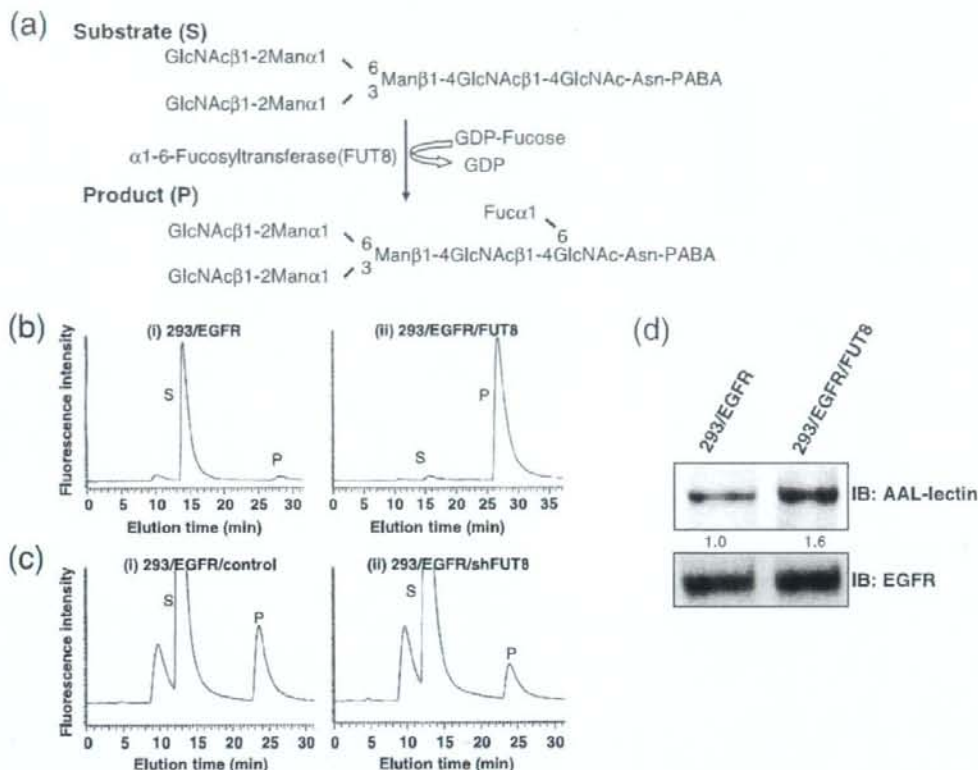 (a)
Substrate (S)
GlcNAcβ1-2Manα1
6
Manβ1-4GlcNAcβ1-4GlcNAc-Asn-PABA
3
GlcNAcβ1-2Manα1
α1-6-Fucosyltransferase(FUT8)
GDP-Fucose
GDP
Product (P)
Fucα1
6
GlcNAcβ1-2Manα1
6
Manβ1-4GlcNAcβ1-4GlcNAc-Asn-PABA
3
GlcNAcβ1-2Manα1
(b)
(i) 293/EGFR
Fluorescence intensity
S
P
0 5 10 15 20 25 30 35
Elution time (min)
(ii) 293/EGFR/FUT8
S
P
0 5 10 15 20 25 30 35
Elution time (min)
(c)
(i) 293/EGFR/control
Fluorescence intensity
S
P
0 5 10 15 20 25 30
Elution time (min)
(ii) 293/EGFR/shFUT8
S
P
0 5 10 15 20 25 30
Elution time (min)
(d)
293/EGFR
293/EGFR/FUT8
IB: AAL-lectin
1.0 1.6
IB: EGFR